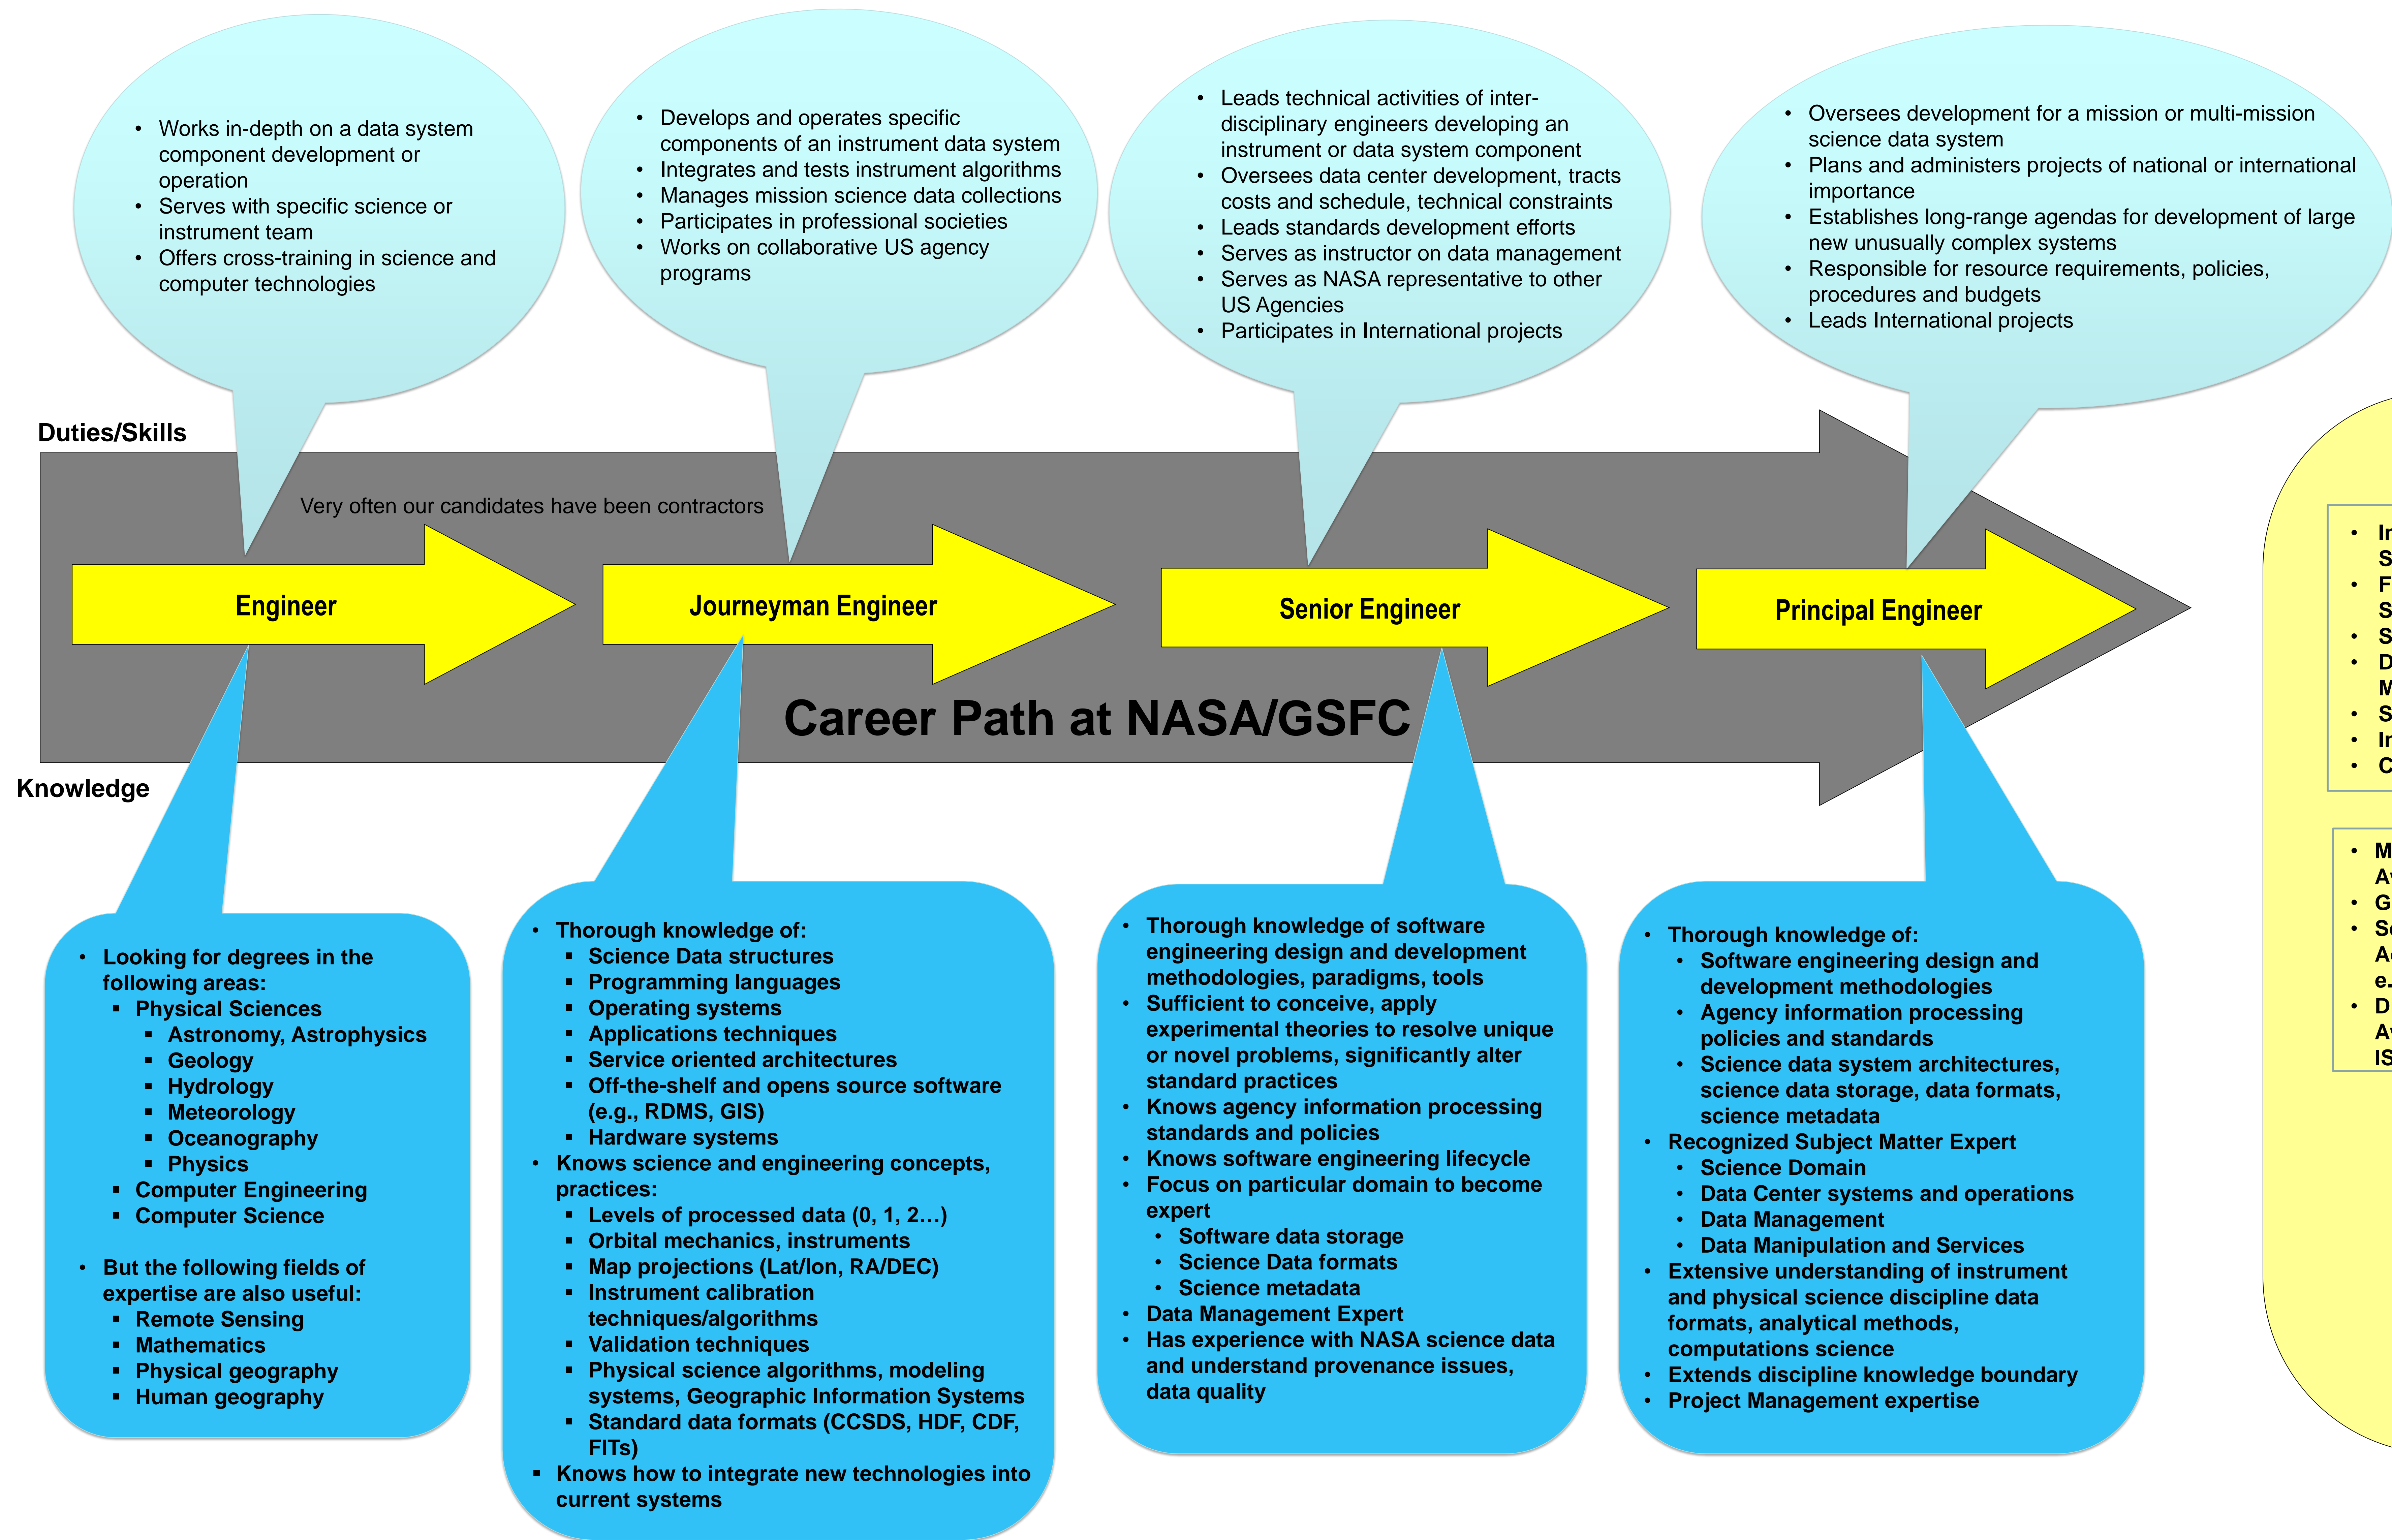 • Works in-depth on a data system
component development or
operation
• Serves with specific science or
instrument team
• Offers cross-training in science and
computer technologies
• Develops and operates specific
components of an instrument data system
• Integrates and tests instrument algorithms
• Manages mission science data collections
• Participates in professional societies
• Works on collaborative US agency
programs
• Leads technical activities of inter-
disciplinary engineers developing an
instrument or data system component
• Oversees data center development, tracts
costs and schedule, technical constraints
• Leads standards development efforts
• Serves as instructor on data management
• Serves as NASA representative to other
US Agencies
• Participates in International projects
• Oversees development for a mission or multi-mission
science data system
• Plans and administers projects of national or international
importance
• Establishes long-range agendas for development of large
new unusually complex systems
• Responsible for resource requirements, policies,
procedures and budgets
• Leads International projects
Duties/Skills
Very often our candidates have been contractors
Engineer
Journeyman Engineer
Senior Engineer
Principal Engineer
Career Path at NASA/GSFC
Knowledge
• Looking for degrees in the
following areas:
▪ Physical Sciences
▪ Astronomy, Astrophysics
▪ Geology
▪ Hydrology
▪ Meteorology
▪ Oceanography
▪ Physics
▪ Computer Engineering
▪ Computer Science
• But the following fields of
expertise are also useful:
▪ Remote Sensing
▪ Mathematics
▪ Physical geography
▪ Human geography
• Thorough knowledge of:
▪ Science Data structures
▪ Programming languages
▪ Operating systems
▪ Applications techniques
▪ Service oriented architectures
▪ Off-the-shelf and opens source software
(e.g., RDMS, GIS)
▪ Hardware systems
• Knows science and engineering concepts,
practices:
▪ Levels of processed data (0, 1, 2…)
▪ Orbital mechanics, instruments
▪ Map projections (Lat/lon, RA/DEC)
▪ Instrument calibration
techniques/algorithms
▪ Validation techniques
▪ Physical science algorithms, modeling
systems, Geographic Information Systems
▪ Standard data formats (CCSDS, HDF, CDF,
FITs)
▪ Knows how to integrate new technologies into
current systems
• Thorough knowledge of software
engineering design and development
methodologies, paradigms, tools
• Sufficient to conceive, apply
experimental theories to resolve unique
or novel problems, significantly alter
standard practices
• Knows agency information processing
standards and policies
• Knows software engineering lifecycle
• Focus on particular domain to become
expert
• Software data storage
• Science Data formats
• Science metadata
• Data Management Expert
• Has experience with NASA science data
and understand provenance issues,
data quality
• Thorough knowledge of:
• Software engineering design and
development methodologies
• Agency information processing
policies and standards
• Science data system architectures,
science data storage, data formats,
science metadata
• Recognized Subject Matter Expert
• Science Domain
• Data Center systems and operations
• Data Management
• Data Manipulation and Services
• Extensive understanding of instrument
and physical science discipline data
formats, analytical methods,
computations science
• Extends discipline knowledge boundary
• Project Management expertise